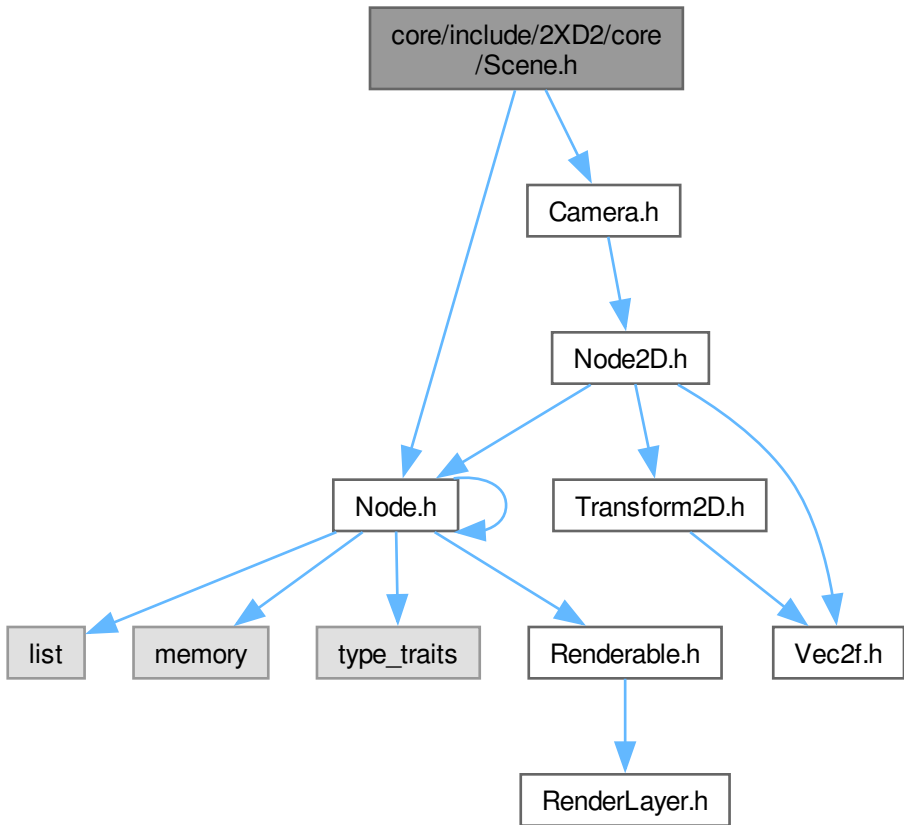 core/include/2XD2/core
/Scene.h
Camera.h
Node2D.h
Node.h
Transform2D.h
list
memory
type_traits
Renderable.h
Vec2f.h
RenderLayer.h